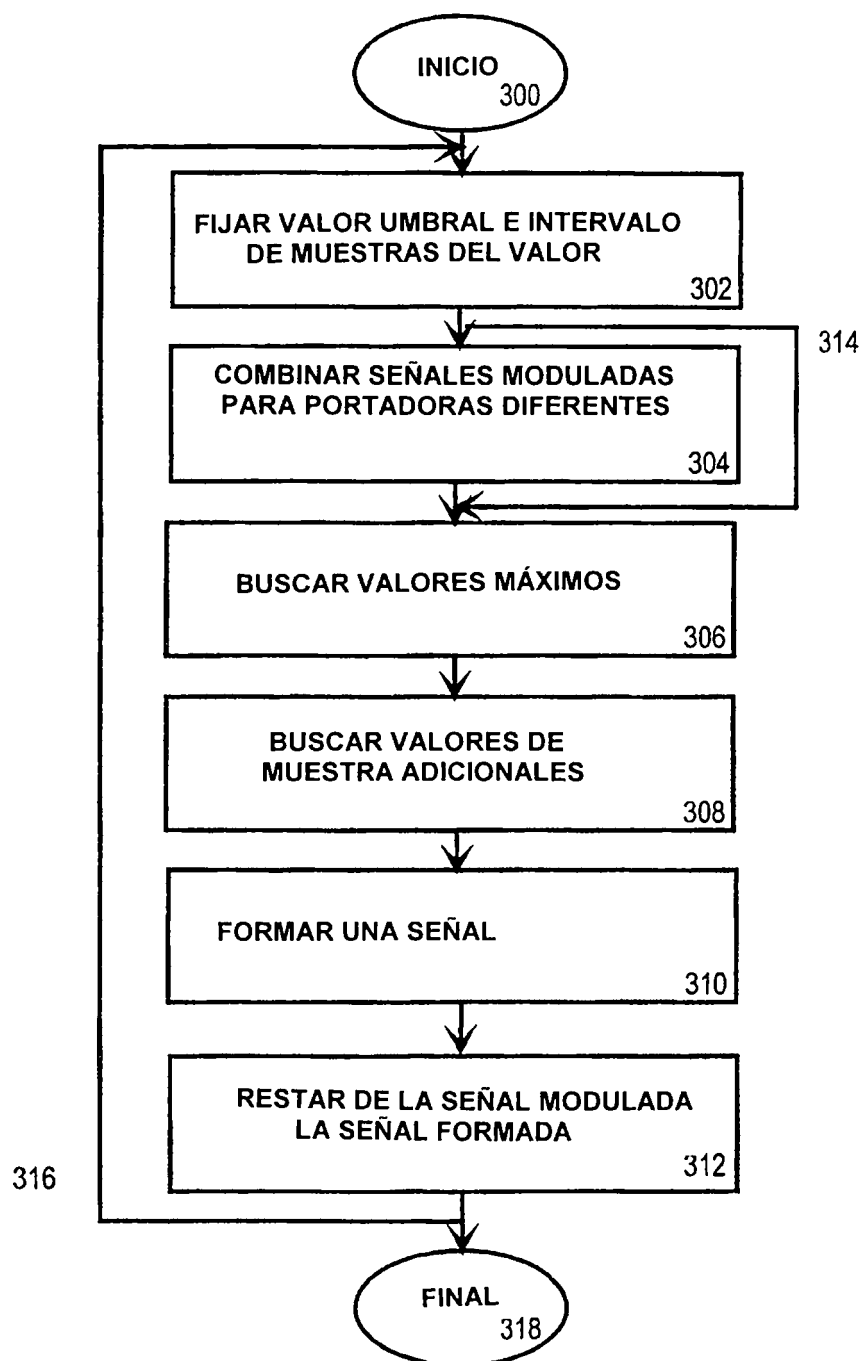 INICIO
300
FIJAR VALOR UMBRAL E INTERVALO
DE MUESTRAS DEL VALOR
302
314
COMBINAR SEÑALES MODULADAS
PARA PORTADORAS DIFERENTES
304
BUSCAR VALORES MÁXIMOS
306
BUSCAR VALORES DE
MUESTRA ADICIONALES
308
FORMAR UNA SEÑAL
310
RESTAR DE LA SEÑAL MODULADA
LA SEÑAL FORMADA
312
316
FINAL
318